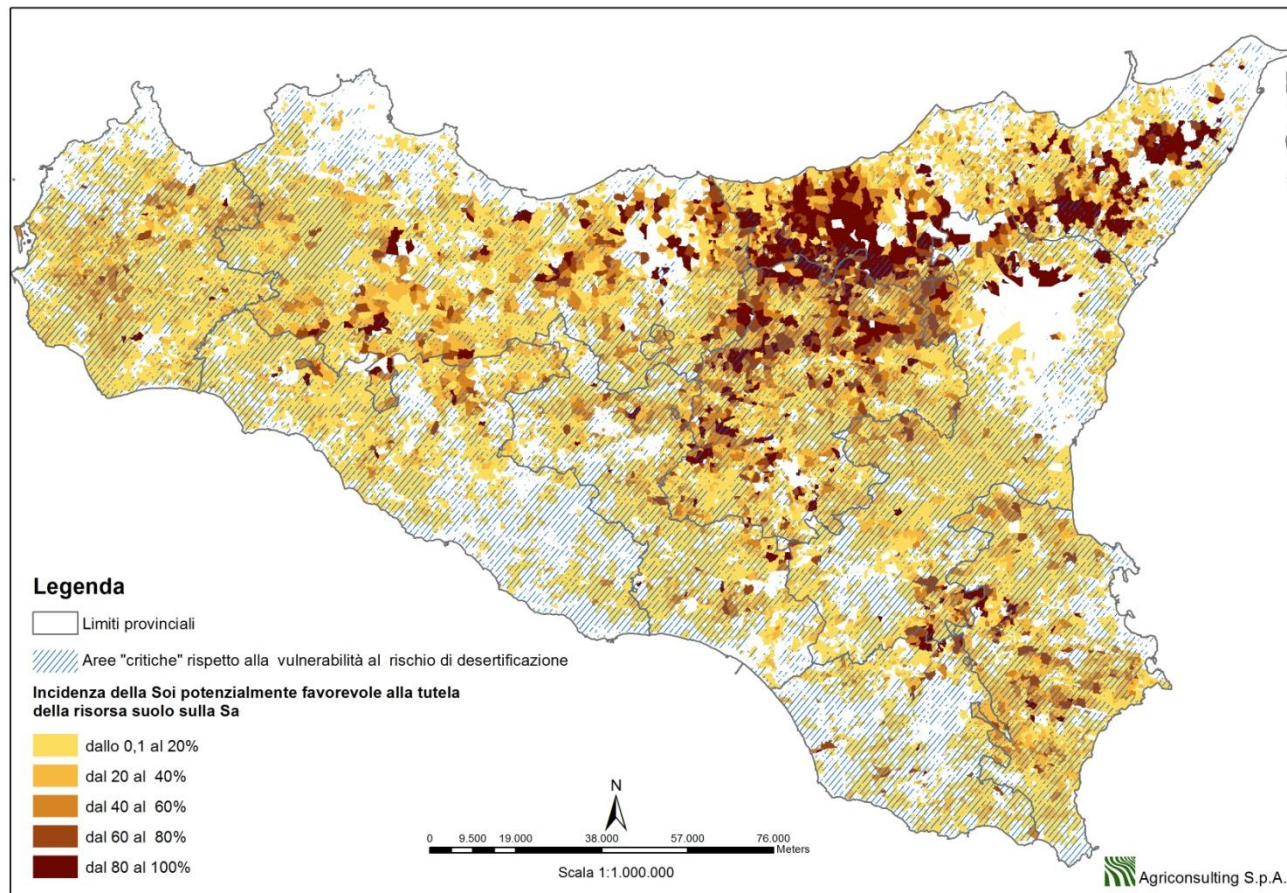 Legenda
Limiti provinciali
Aree "critiche" rispetto alla vulnerabilità al rischio di desertificazione
Incidenza della Soi potenzialmente favorevole alla tutela
della risorsa suolo sulla Sa
dallo 0,1 al 20%
dal 20 al 40%
dal 40 al 60%
dal 60 al 80%
dal 80 al 100%
N
0 9.500 19.000 38.000 57.000 76.000
Meters
Scala 1:1.000.000
Agriconsulting S.p.A.